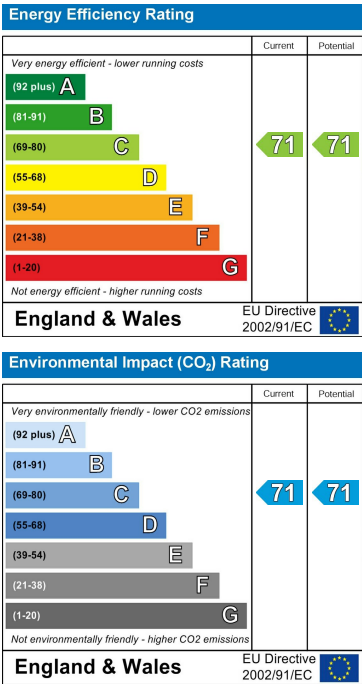 Energy Efficiency Rating
Current Potential
Very energy efficient - lower running costs
(92 plus) A
(81-91) B
(69-80) C 71 71
(55-68) D
(39-54) E
(21-38) F
(1-20) G
Not energy efficient - higher running costs
England & Wales
EU Directive
2002/91/EC
Environmental Impact (CO₂) Rating
Current Potential
Very environmentally friendly - lower CO2 emissions
(92 plus) A
(81-91) B
(69-80) C 71 71
(55-68) D
(39-54) E
(21-38) F
(1-20) G
Not environmentally friendly - higher CO2 emissions
England & Wales
EU Directive
2002/91/EC